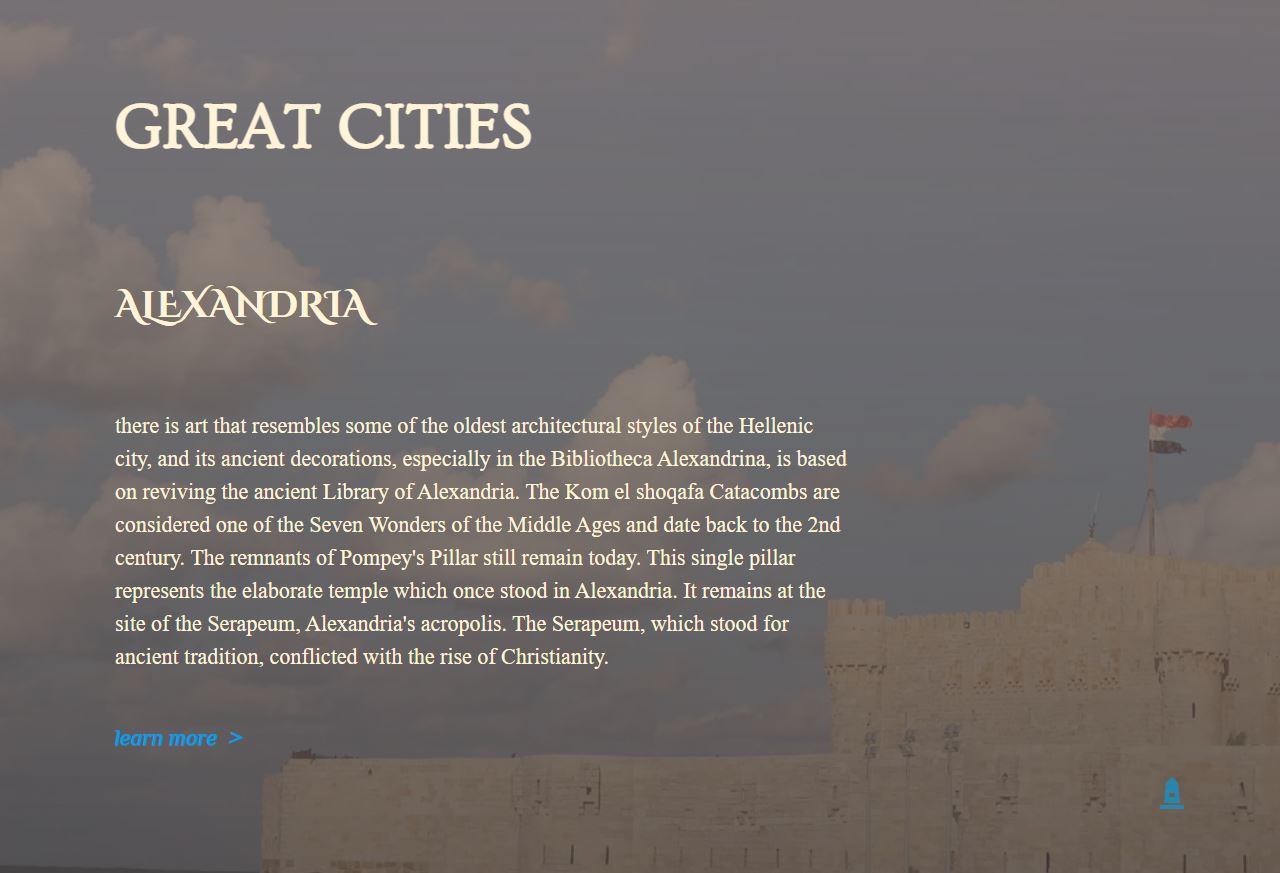 GREAT CITIES
ALEXANDRIA
there is art that resembles some of the oldest architectural styles of the Hellenic
city, and its ancient decorations, especially in the Bibliotheca Alexandrina, is based
on reviving the ancient Library of Alexandria. The Kom el shoqafa Catacombs are
considered one of the Seven Wonders of the Middle Ages and date back to the 2nd
century. The remnants of Pompey's Pillar still remain today. This single pillar
represents the elaborate temple which once stood in Alexandria. It remains at the
site of the Serapeum, Alexandria's acropolis. The Serapeum, which stood for
ancient tradition, conflicted with the rise of Christianity.
learn more >